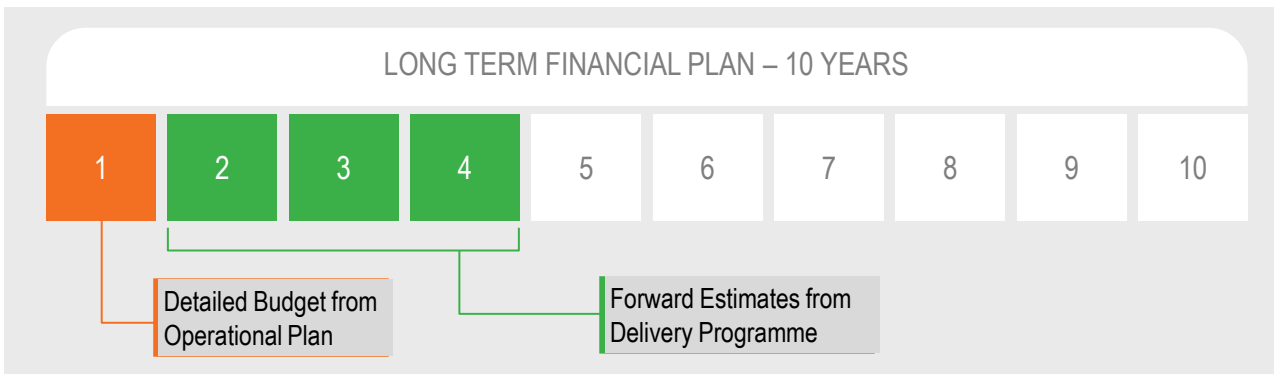 LONG TERM FINANCIAL PLAN – 10 YEARS
1 2 3 4 5 6 7 8 9 10
Detailed Budget from
Operational Plan
Forward Estimates from
Delivery Programme